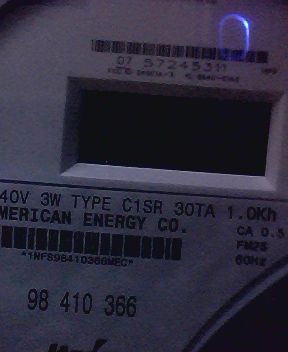 07 57245311
40V 3W TYPE C1SR 30TA 1.0Kh
MERICAN ENERGY CO.
CA 0.5
FM2S
60Hz
*1NFS98410366MEC*
98 410 366